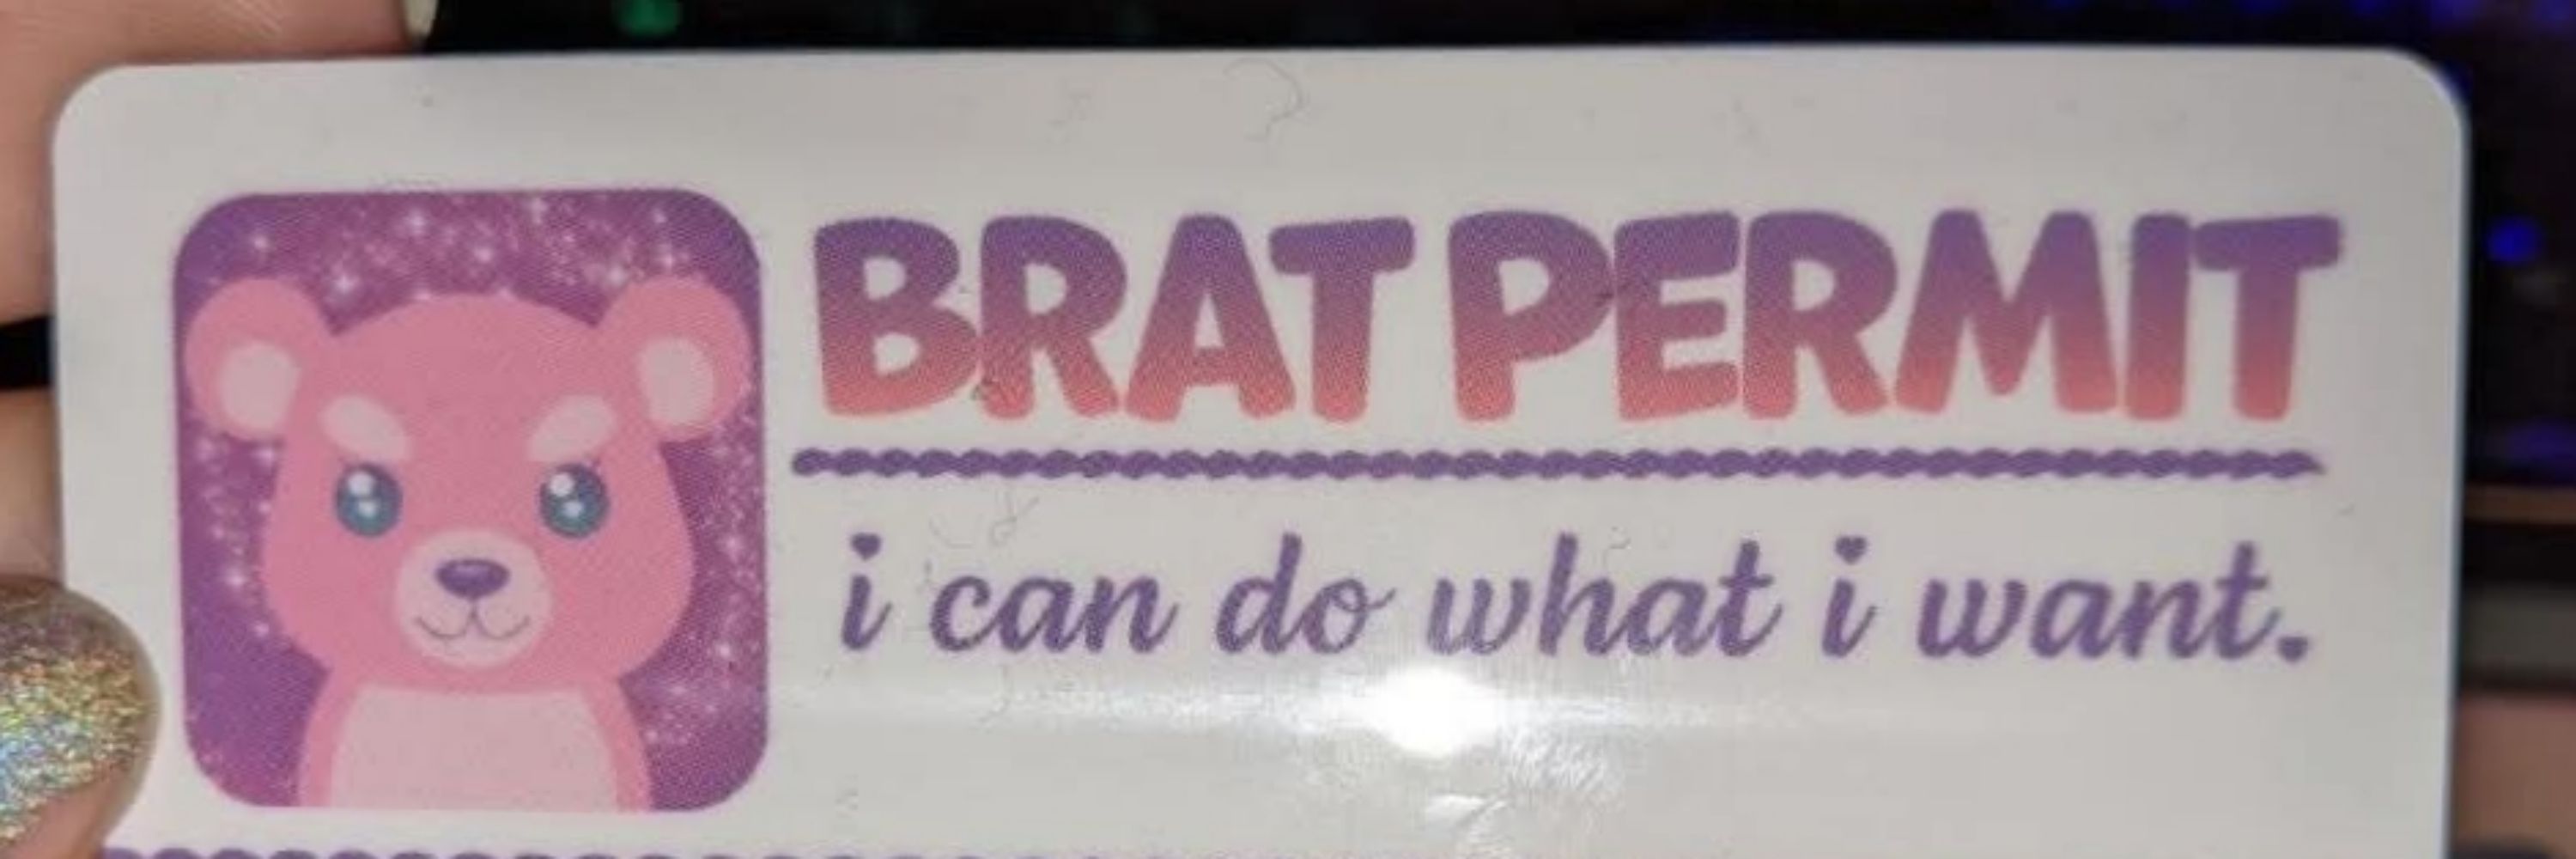 BRAT PERMIT
i can do what i want.